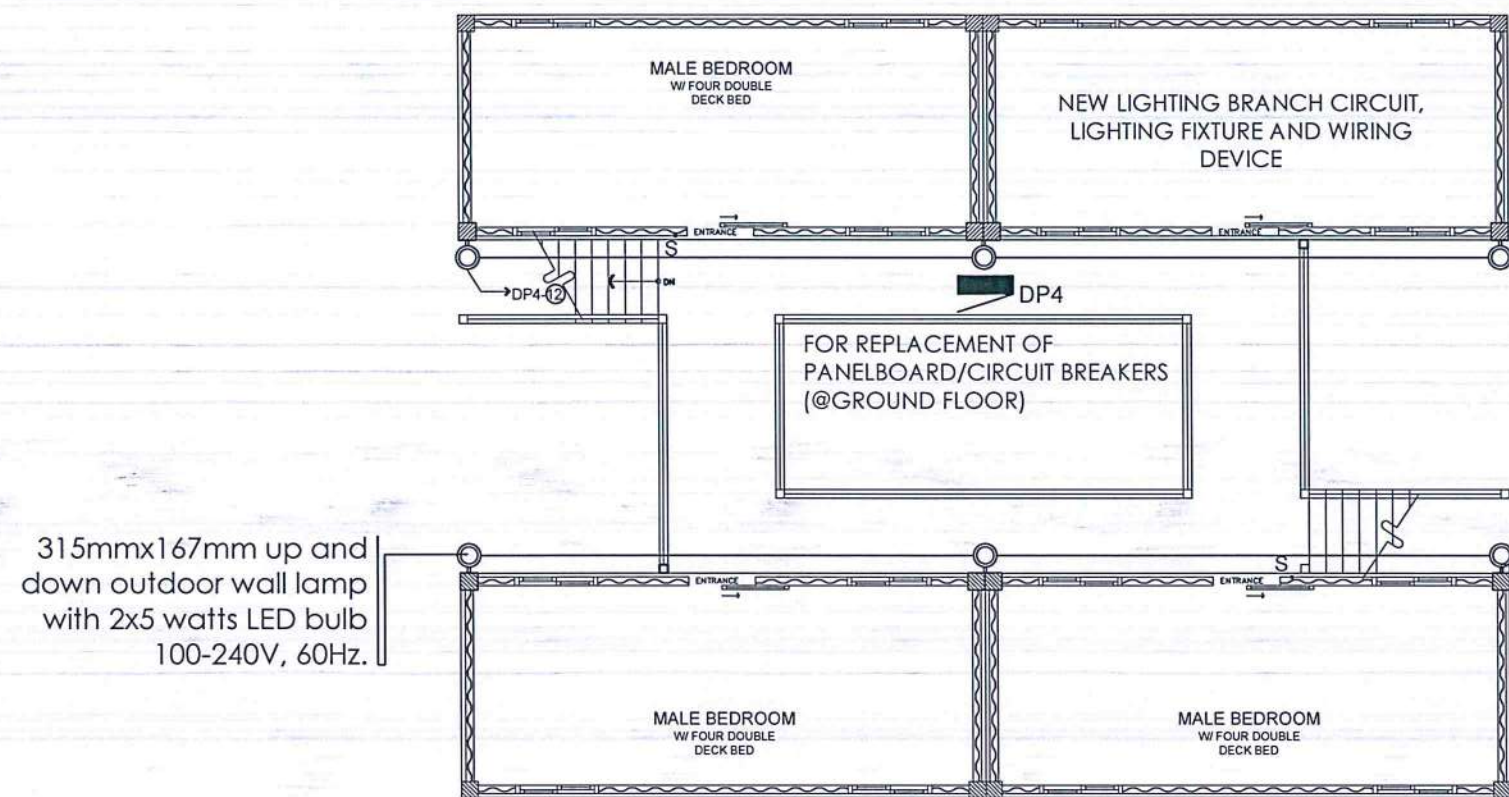 MALE BEDROOM
W/ FOUR DOUBLE
DECK BED
NEW LIGHTING BRANCH CIRCUIT,
LIGHTING FIXTURE AND WIRING
DEVICE
ENTRANCE
ENTRANCE
S
DN
DP4-12
DP4
FOR REPLACEMENT OF
PANELBOARD/CIRCUIT BREAKERS
(@GROUND FLOOR)
315mmx167mm up and
down outdoor wall lamp
with 2x5 watts LED bulb
100-240V, 60Hz.
S
ENTRANCE
ENTRANCE
MALE BEDROOM
W/ FOUR DOUBLE
DECK BED
MALE BEDROOM
W/ FOUR DOUBLE
DECK BED